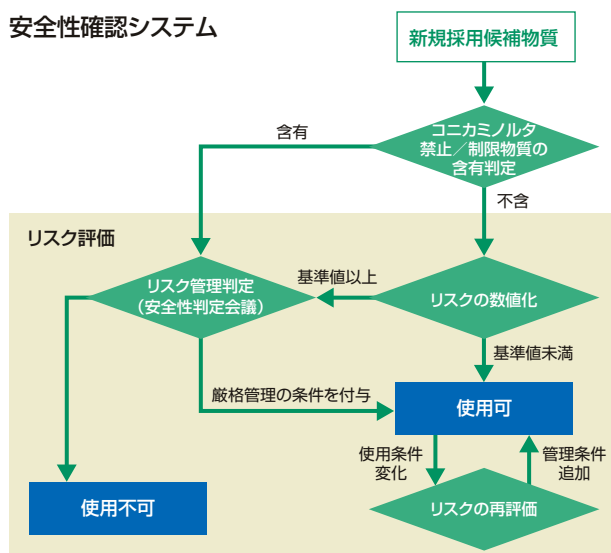 安全性確認システム
新規採用候補物質
コニカミノルタ
禁止／制限物質の
含有判定
含有
不含
リスク評価
リスク管理判定
（安全性判定会議）
基準値以上
リスクの数値化
基準値未満
厳格管理の条件を付与
使用可
使用条件
変化
管理条件
追加
使用不可
リスクの再評価